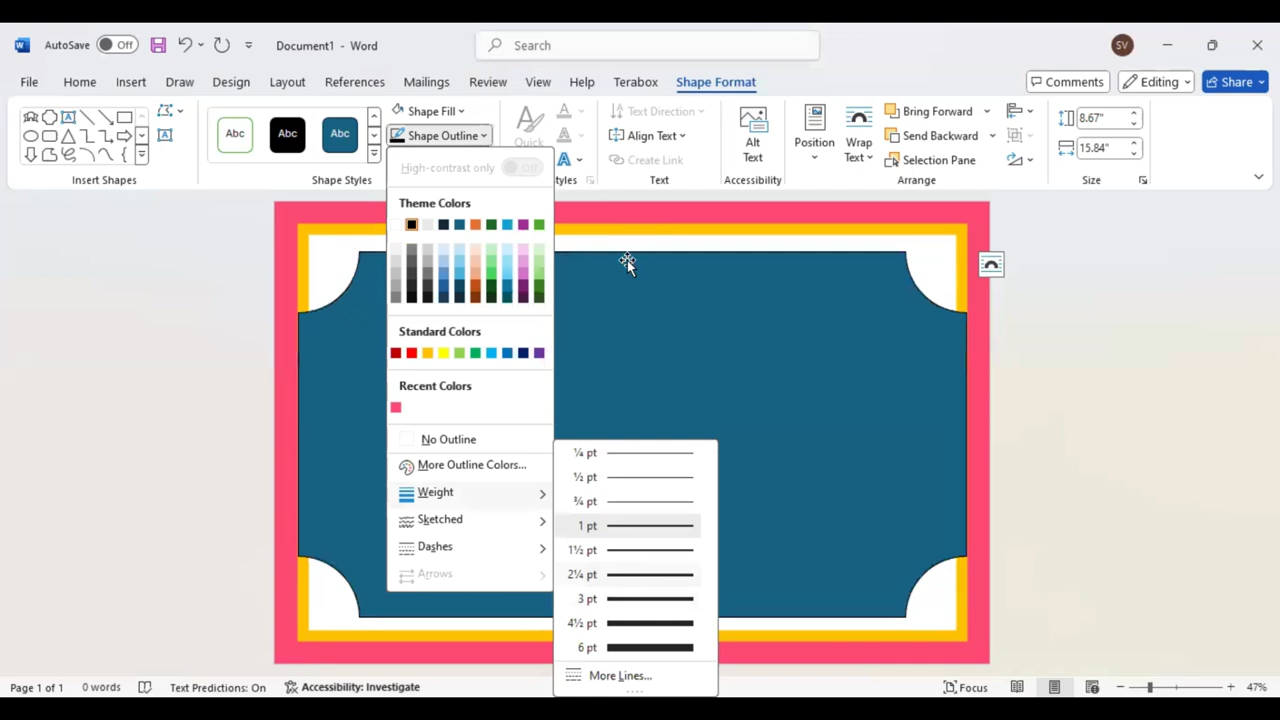 AutoSave Off Document1 - Word Search SV
File Home Insert Draw Design Layout References Mailings Review View Help Terabox Shape Format Comments Editing Share
Abc Abc Abc
Shape Fill
Shape Outline
Quick
Text Direction
Align Text
Create Link
Alt
Text
Position
Wrap
Text
Bring Forward
Send Backward
Selection Pane
8.67"
15.84"
Insert Shapes Shape Styles Styles Text Accessibility Arrange Size
High-contrast only Off
Theme Colors
Standard Colors
Recent Colors
No Outline
More Outline Colors...
Weight
Sketched
Dashes
Arrows
¼ pt
½ pt
¾ pt
1 pt
1½ pt
2¼ pt
3 pt
4½ pt
6 pt
More Lines...
Page 1 of 1 0 words Text Predictions: On Accessibility: Investigate Focus 47%